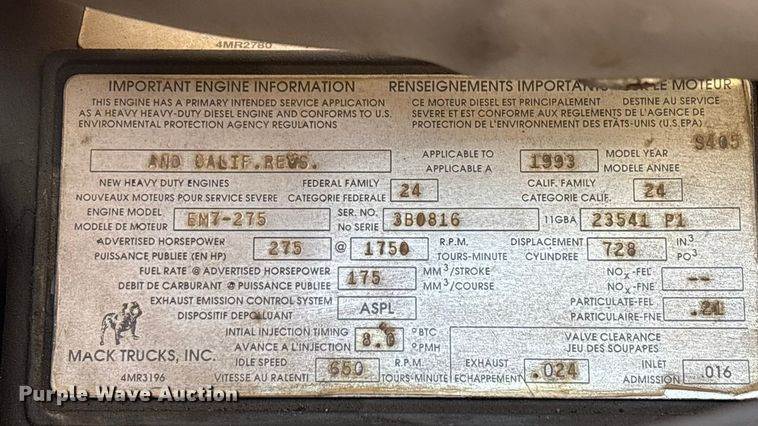 4MR2780
IMPORTANT ENGINE INFORMATION RENSEIGNEMENTS IMPORTANTS LE MOTEUR
THIS ENGINE HAS A PRIMARY INTENDED SERVICE APPLICATION CE MOTEUR DIESEL EST PRINCIPALEMENT DESTINE AU SERVICE
AS A HEAVY HEAVY-DUTY DIESEL ENGINE AND CONFORMS TO U.S. SEVERE ET EST CONFORME AUX REGLEMENTS DE L'AGENCE DE
ENVIRONMENTAL PROTECTION AGENCY REGULATIONS PROTECTION DE L'ENVIRONNEMENT DES ÉTATS-UNIS (U.S.EPA)
9405
AND CALIF.REGS. APPLICABLE TO 1993 MODEL YEAR
APPLICABLE A MODELE ANNEE
NEW HEAVY DUTY ENGINES FEDERAL FAMILY 24 CALIF. FAMILY 24
NOUVEAUX MOTEURS POUR SERVICE SEVERE CATEGORIE FEDERALE CATEGORIE CALIF.
ENGINE MODEL EM7-275 SER. NO. 3B0816 11GBA 23541 P1
MODELE DE MOTEUR No SERIE
ADVERTISED HORSEPOWER 275 @ 1750 R.P.M. DISPLACEMENT 728 IN.3
PUISSANCE PUBLIEE (EN HP) TOURS-MINUTE CYLINDREE PO3
FUEL RATE @ ADVERTISED HORSEPOWER 175 MM3/STROKE NOX-FEL --
DEBIT DE CARBURANT @ PUISSANCE PUBLIEE MM3/COURSE NOX-FNE
EXHAUST EMISSION CONTROL SYSTEM ASPL PARTICULATE-FEL .21
DISPOSITIF DEPOLLUANT PARTICULAIRE-FNE
INTIAL INJECTION TIMING 8.0 °BTC VALVE CLEARANCE
AVANCE A L'INJECTION °PMH JEU DES SOUPAPES
MACK TRUCKS, INC. IDLE SPEED 650 R.P.M. EXHAUST .024 INLET .016
4MR3196 VITESSE AU RALENTI TOURS-MINUTE ECHAPPEMENT ADMISSION
Purple Wave Auction